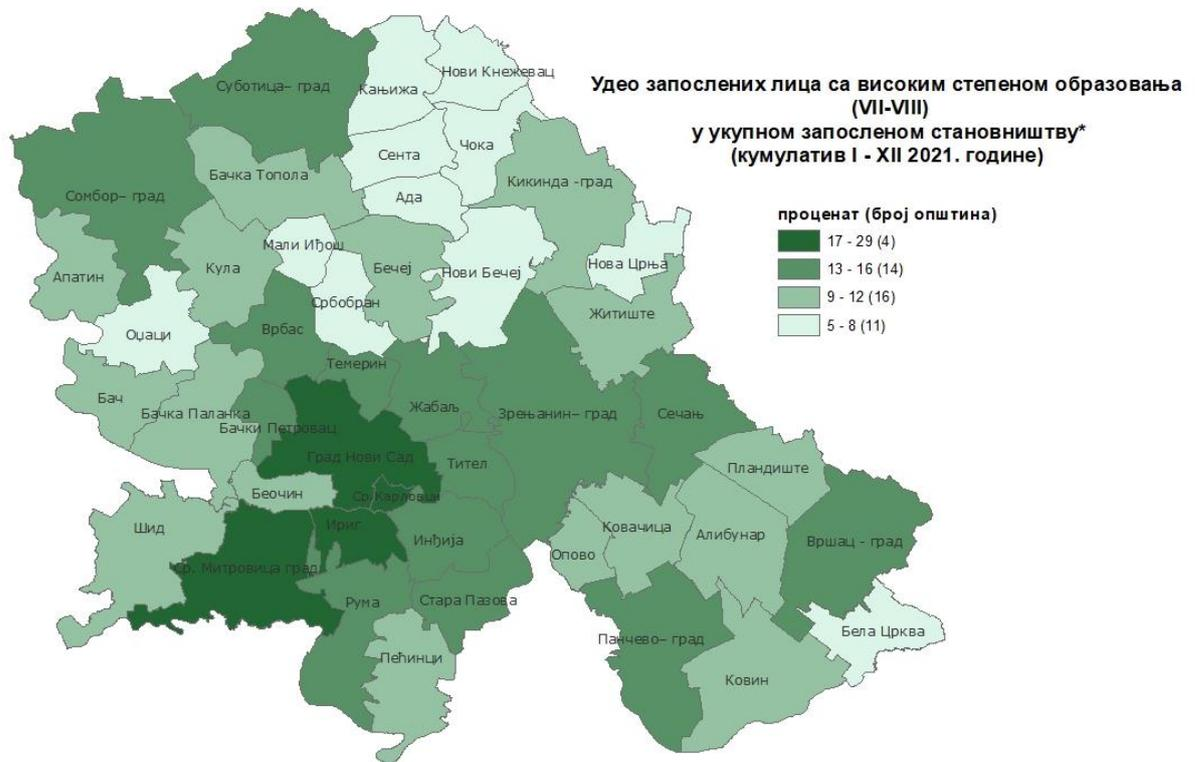 Удео запослених лица са високим степеном образовања
(VII-VIII)
у укупном запосленом становништву*
(кумулатив I - XII 2021. године)
проценат (број општина)
17 - 29 (4)
13 - 16 (14)
9 - 12 (16)
5 - 8 (11)
Суботица– град
Кањижа
Нови Кнежевац
Сента
Чока
Бачка Топола
Кикинда -град
Сомбор– град
Ада
Мали Иђош
Нова Црња
Апатин
Кула
Бечеј
Нови Бечеј
Србобран
Житиште
Оџаци
Врбас
Темерин
Бач
Бачка Паланка
Жабаљ
Зрењанин– град
Сечањ
Бачки Петровац
Град Нови Сад
Тител
Пландиште
Беочин
Ср.Карловци
Шид
Ириг
Инђија
Ковачица
Алибунар
Вршац - град
Опово
Ср. Митровица град
Рума
Стара Пазова
Панчево– град
Бела Црква
Пећинци
Ковин